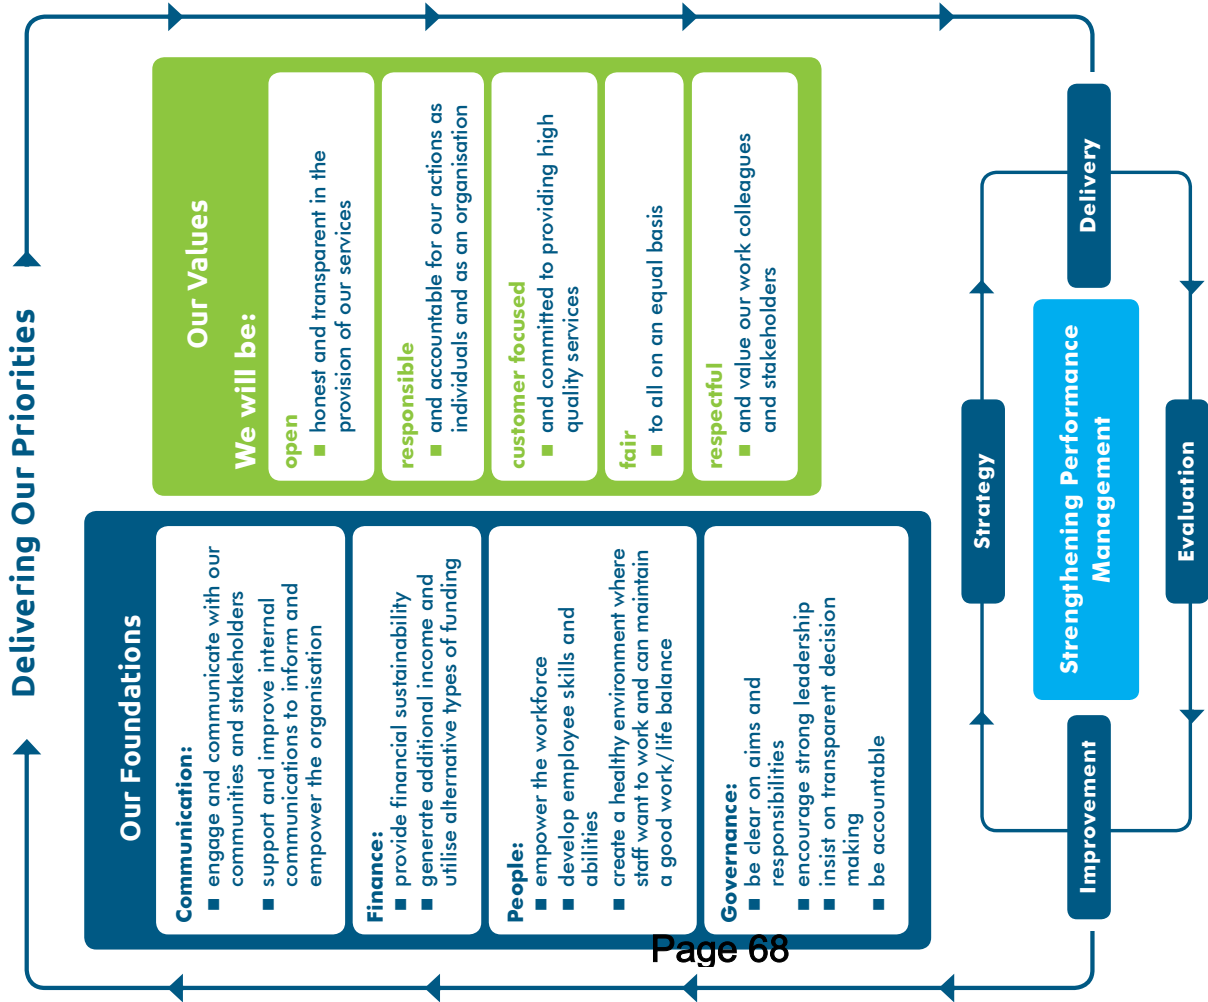 Delivering Our Priorities
Our Foundations
Communication:
■ engage and communicate with our
communities and stakeholders
■ support and improve internal
communications to inform and
empower the organisation
Finance:
■ provide financial sustainability
■ generate additional income and
utilise alternative types of funding
People:
■ empower the workforce
■ develop employee skills and
abilities
■ create a healthy environment where
staff want to work and can maintain
a good work/life balance
Governance:
■ be clear on aims and
responsibilities
■ encourage strong leadership
■ insist on transparent decision
making
■ be accountable
Our Values
We will be:
open
■ honest and transparent in the
provision of our services
responsible
■ and accountable for our actions as
individuals and as an organisation
customer focused
■ and committed to providing high
quality services
fair
■ to all on an equal basis
respectful
■ and value our work colleagues
and stakeholders
Strategy
Improvement
Strengthening Performance
Management
Delivery
Evaluation
Page 68